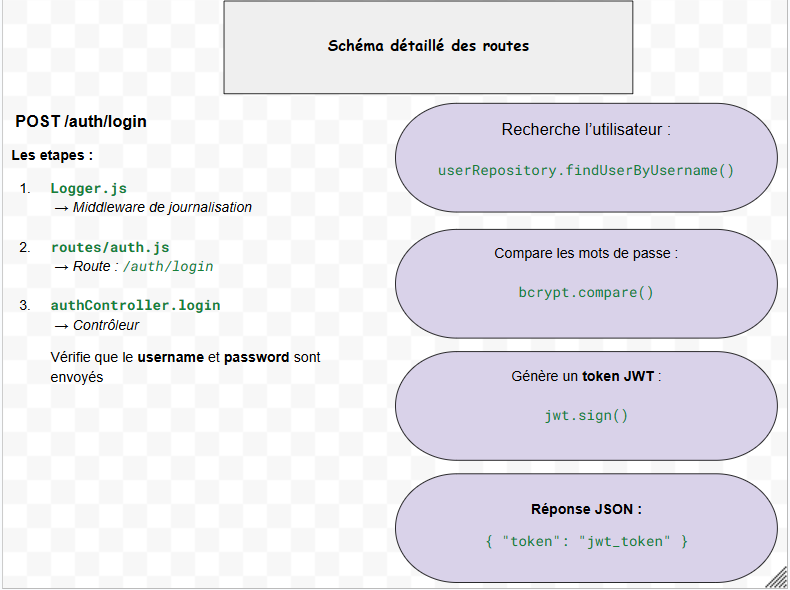 Schéma détaillé des routes
POST /auth/login
Les etapes :
1. Logger.js
→ Middleware de journalisation
2. routes/auth.js
→ Route : /auth/login
3. authController.login
→ Contrôleur
Vérifie que le username et password sont
envoyés
Recherche l’utilisateur :
userRepository.findUserByUsername()
Compare les mots de passe :
bcrypt.compare()
Génère un token JWT :
jwt.sign()
Réponse JSON :
{ "token": "jwt_token" }